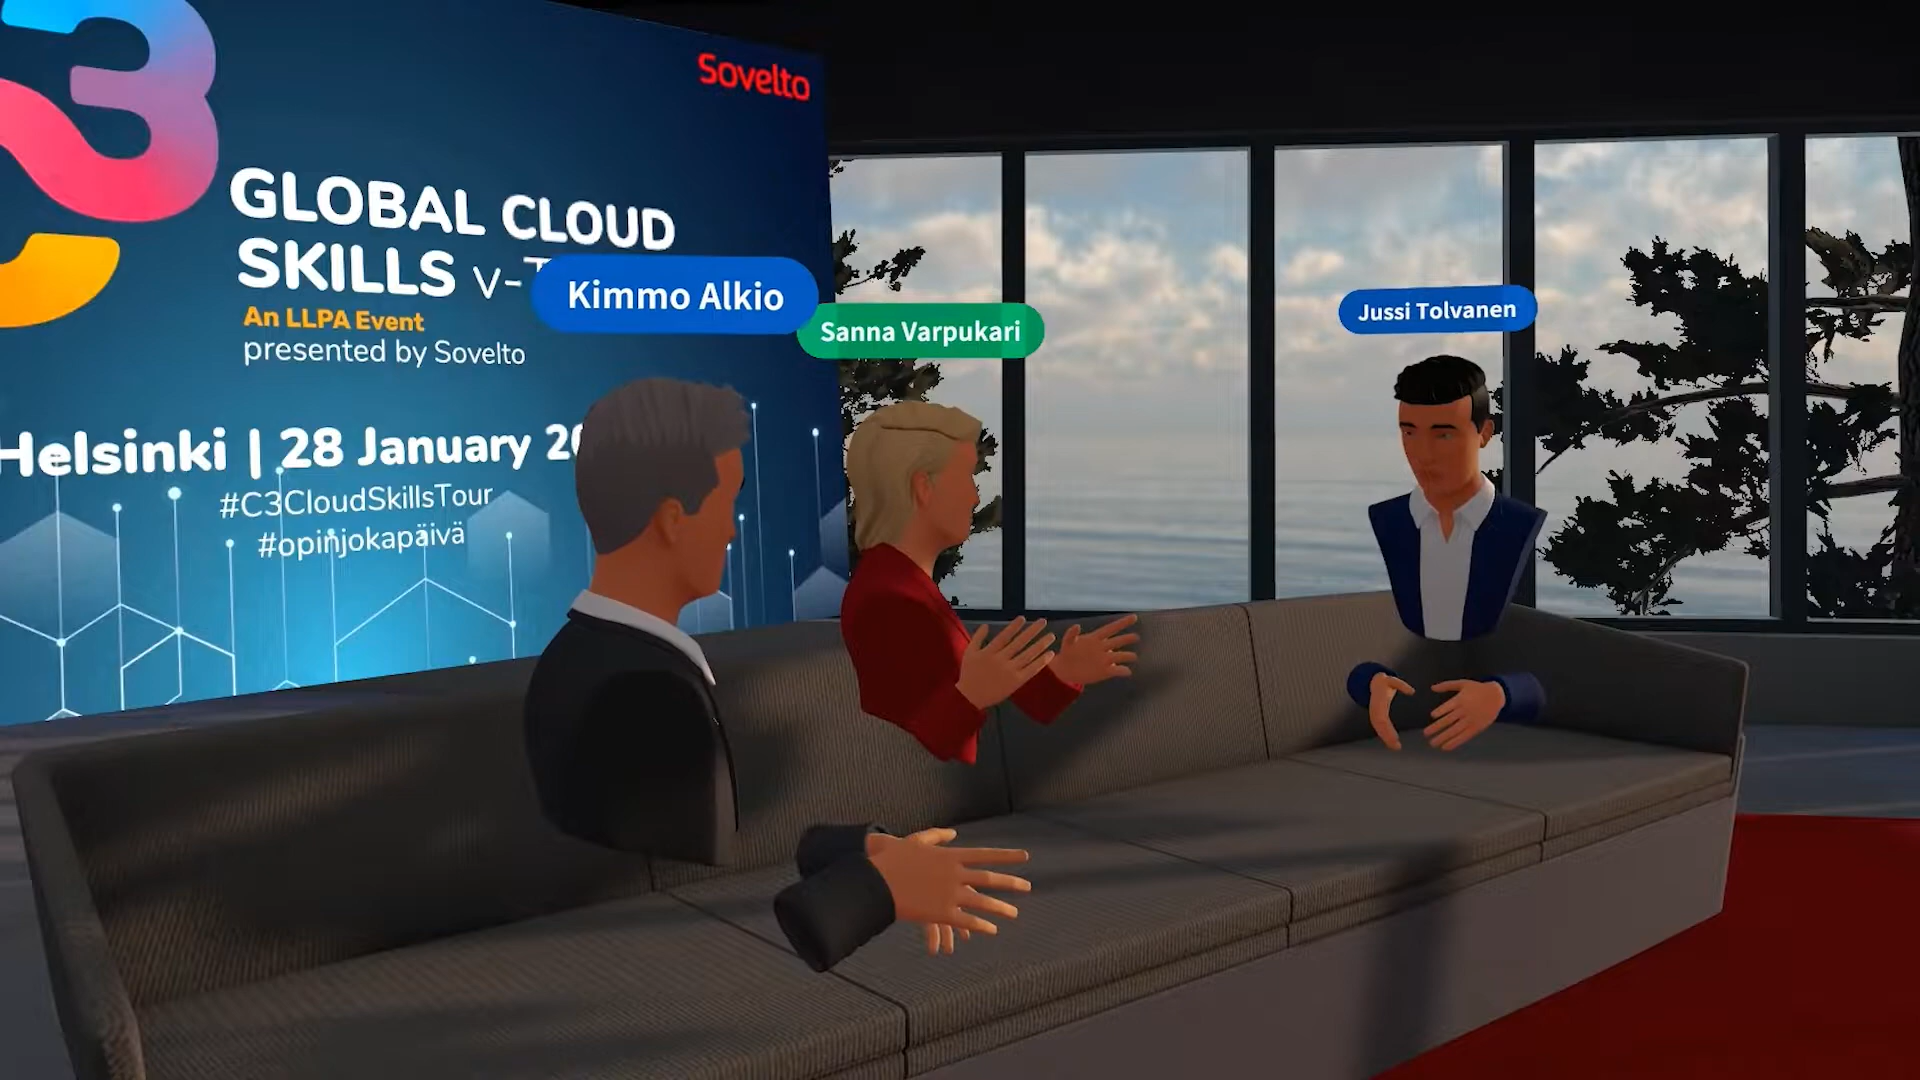 Sovelto
GLOBAL CLOUD
SKILLS V-
An LLPA Event
presented by Sovelto
Helsinki | 28 January
#C3CloudSkillsTour
#opinjokapäivä
Kimmo Alkio
Sanna Varpukari
Jussi Tolvanen